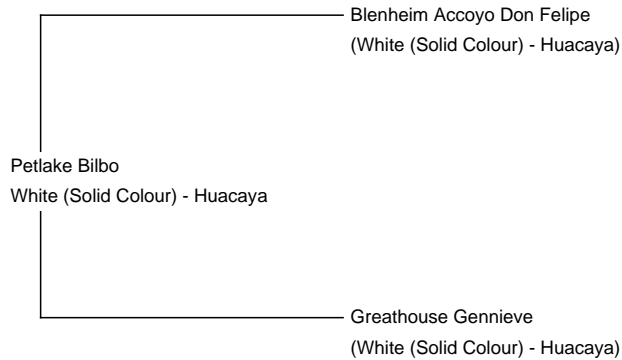 Blenheim Accoyo Don Felipe
(White (Solid Colour) - Huacaya)
Petlake Bilbo
White (Solid Colour) - Huacaya
Greathouse Gennieve
(White (Solid Colour) - Huacaya)